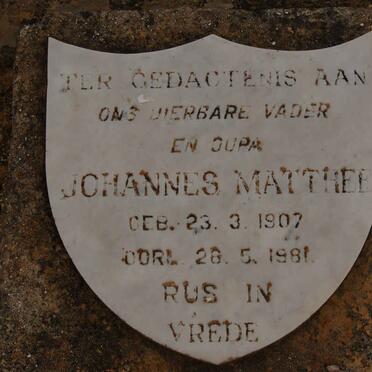 TER GEDAGTENIS AAN
ONS DIERBARE VADER
EN OUPA
JOHANNES MATTHEE
GEB. 23. 3. 1907
OORL. 28. 5. 1981.
RUS IN
VREDE